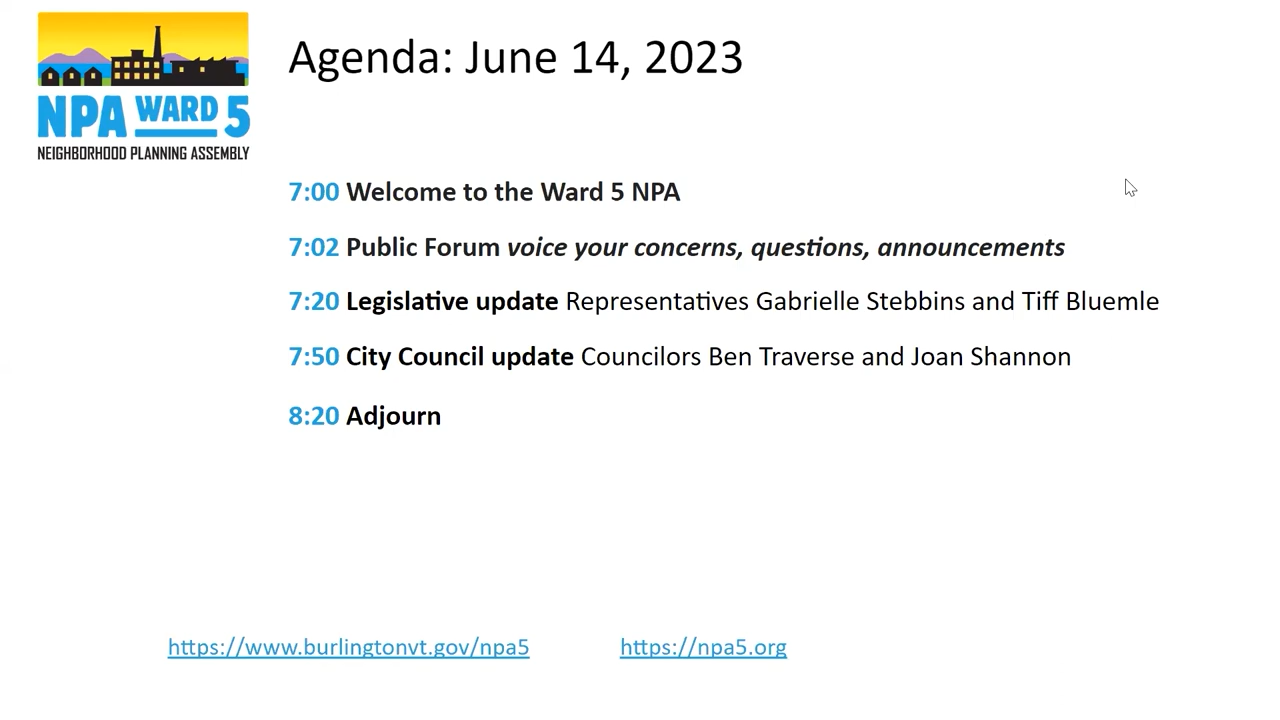 NPA WARD 5
NEIGHBORHOOD PLANNING ASSEMBLY
Agenda: June 14, 2023
7:00 Welcome to the Ward 5 NPA
7:02 Public Forum voice your concerns, questions, announcements
7:20 Legislative update Representatives Gabrielle Stebbins and Tiff Bluemle
7:50 City Council update Councilors Ben Traverse and Joan Shannon
8:20 Adjourn
https://www.burlingtonvt.gov/npa5
https://npa5.org